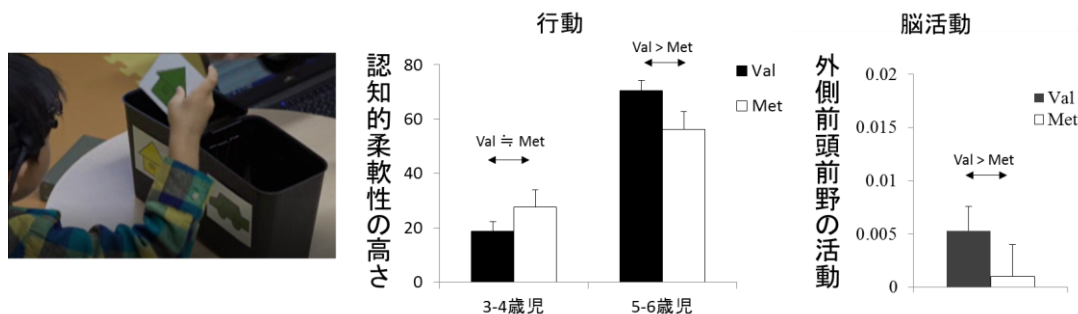 行動
認知的柔軟性の高さ
80
60
40
20
0
Val ≒ Met
Val > Met
Val
Met
3-4歳児
5-6歳児
脳活動
外側前頭前野の活動
0.02
0.015
0.01
0.005
0
Val > Met
Val
Met